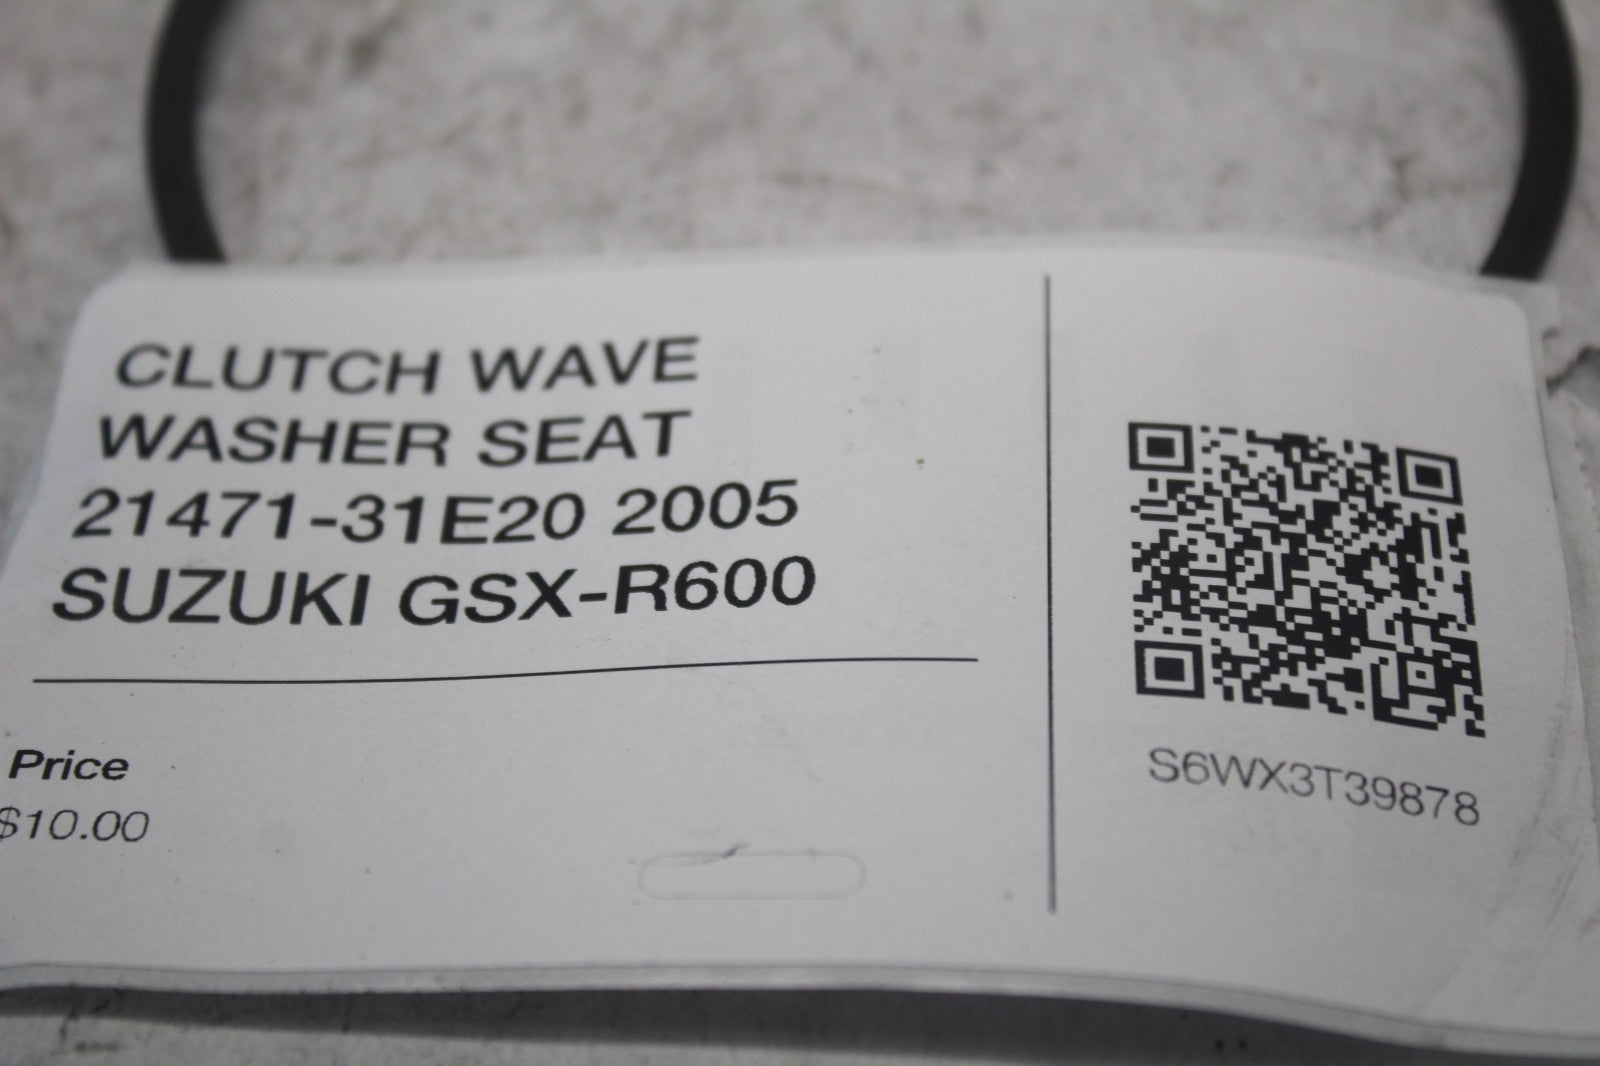 CLUTCH WAVE
WASHER SEAT
21471-31E20 2005
SUZUKI GSX-R600
Price
$10.00
S6WX3T39878